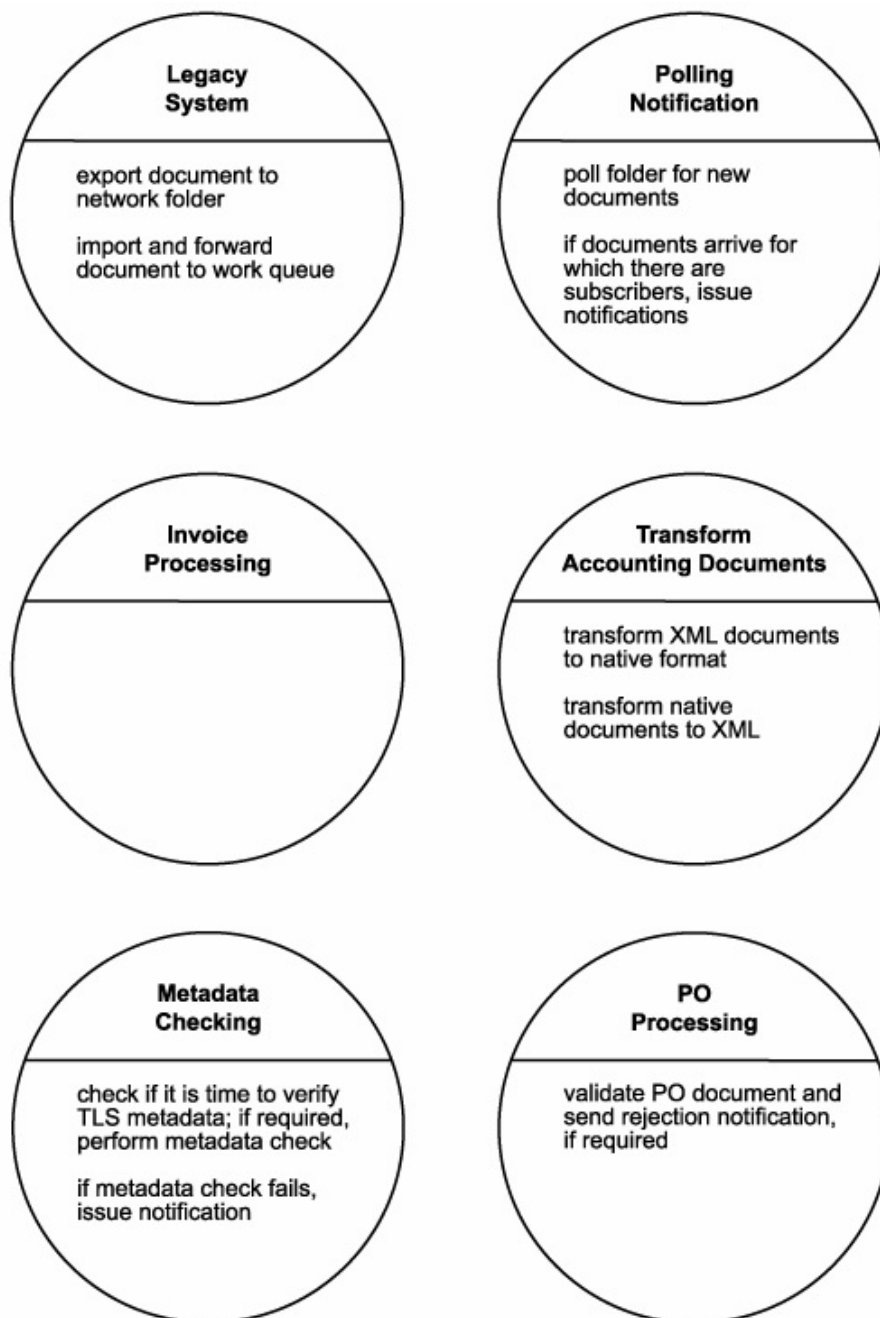 Legacy
System
export document to
network folder
import and forward
document to work queue
Polling
Notification
poll folder for new
documents
if documents arrive for
which there are
subscribers, issue
notifications
Invoice
Processing
Transform
Accounting Documents
transform XML documents
to native format
transform native
documents to XML
Metadata
Checking
check if it is time to verify
TLS metadata; if required,
perform metadata check
if metadata check fails,
issue notification
PO
Processing
validate PO document and
send rejection notification,
if required